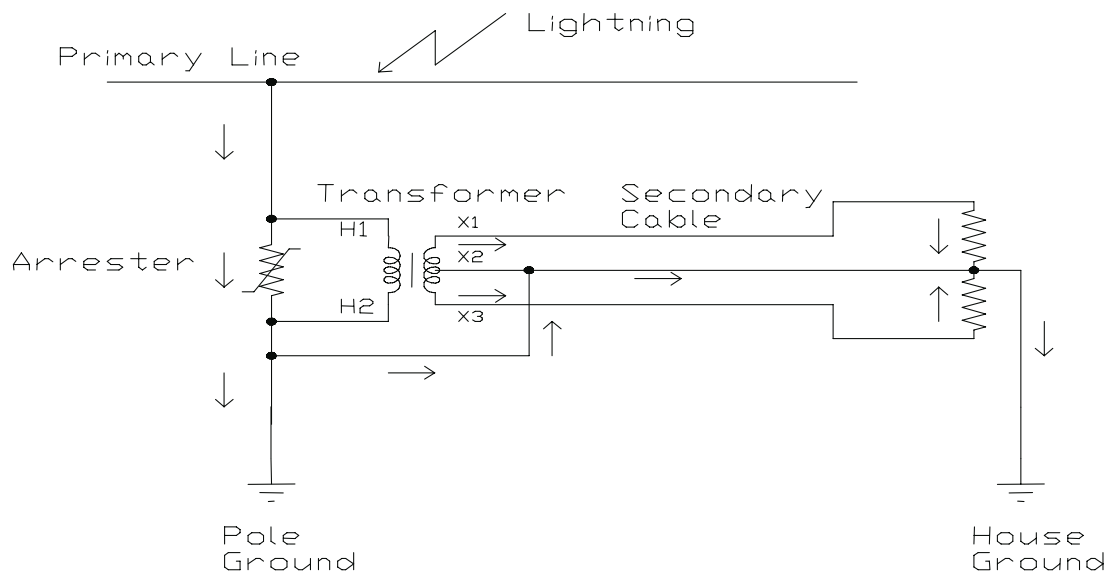 Lightning
Primary Line
Transformer
Secondary
Cable
H1
X1
X2
Arrester
H2
X3
Pole
Ground
House
Ground